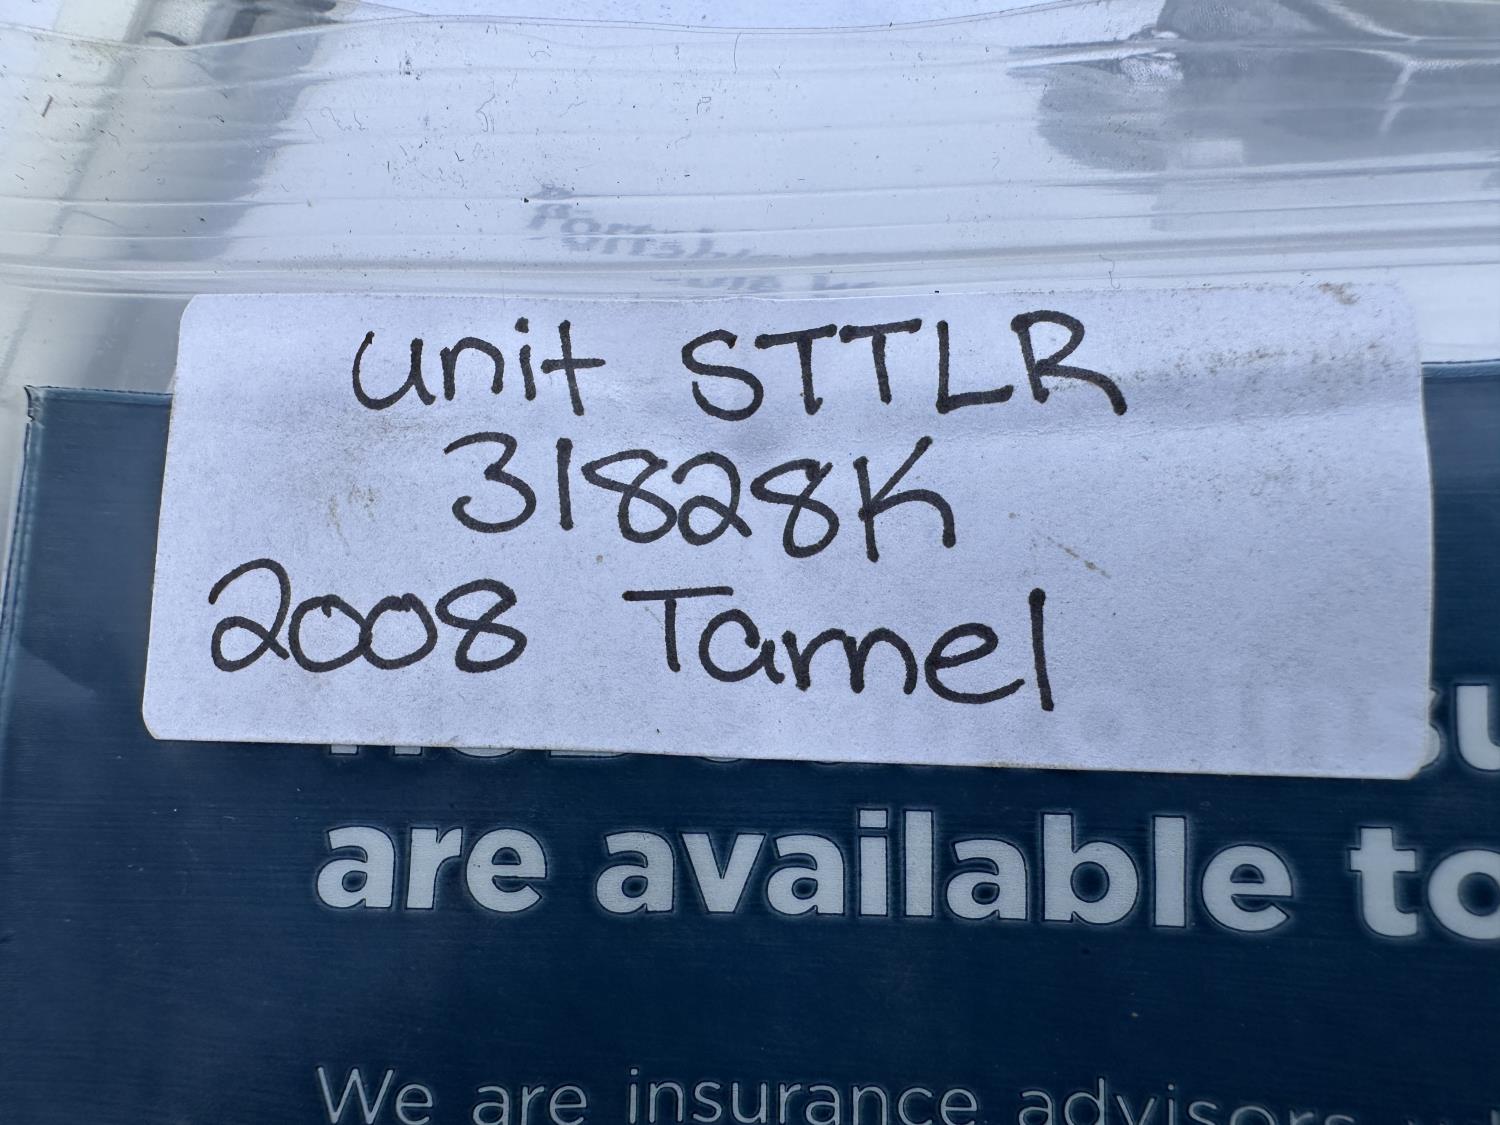 unit STTLR
31828K
2008 Tarnel
are available to
We are insurance advisors